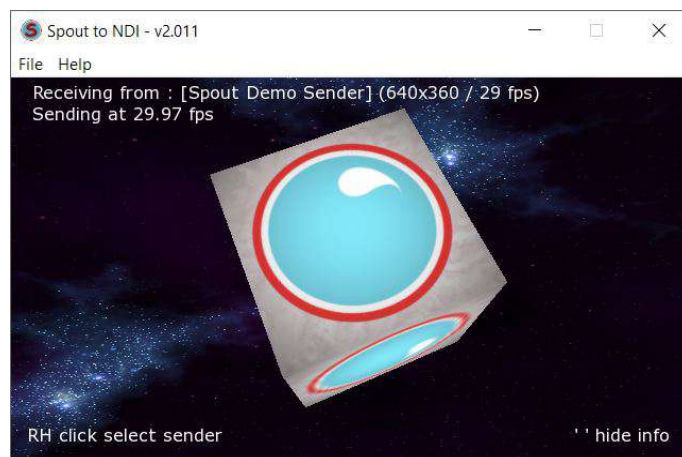 Spout to NDI - v2.011
File Help
Receiving from : [Spout Demo Sender] (640x360 / 29 fps)
Sending at 29.97 fps
RH click select sender
' ' hide info